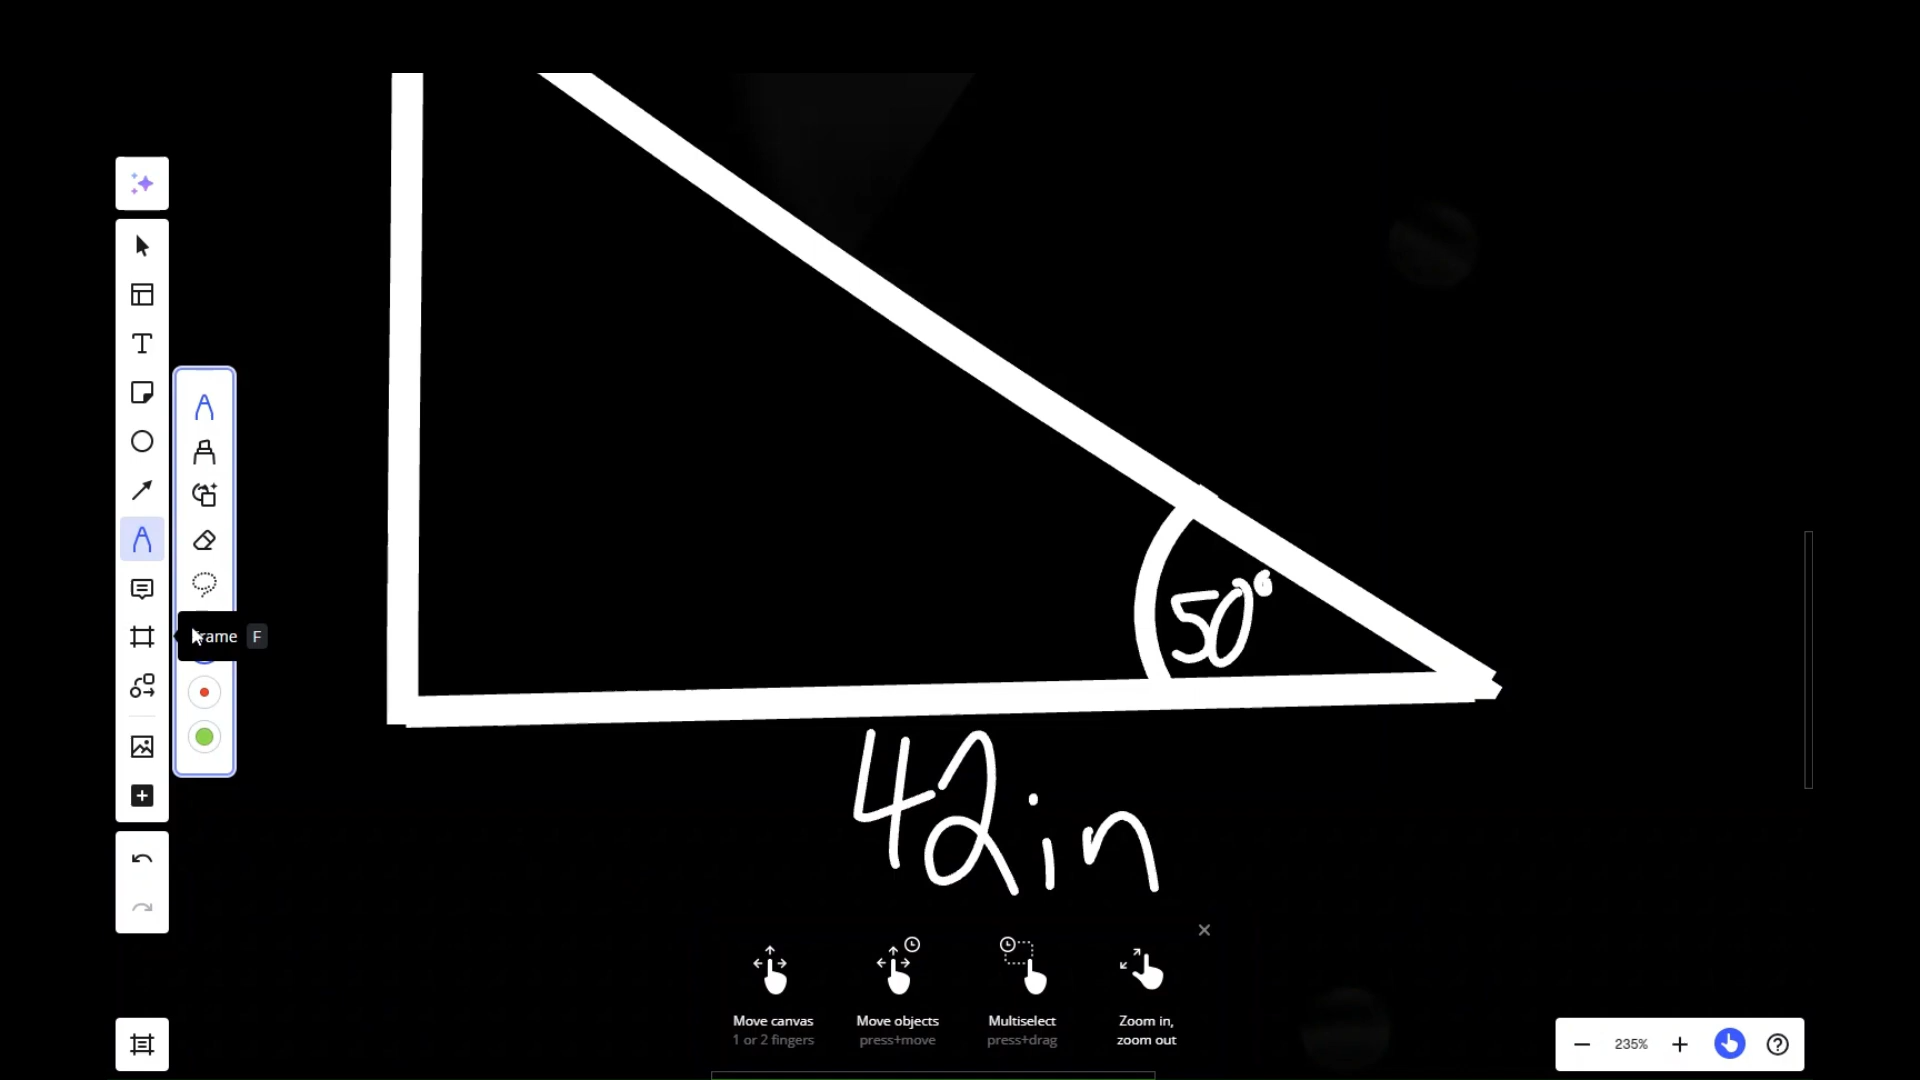 50°
Frame F
42in
Move canvas
1 or 2 fingers
Move objects
press+move
Multiselect
press+drag
Zoom in,
zoom out
235%